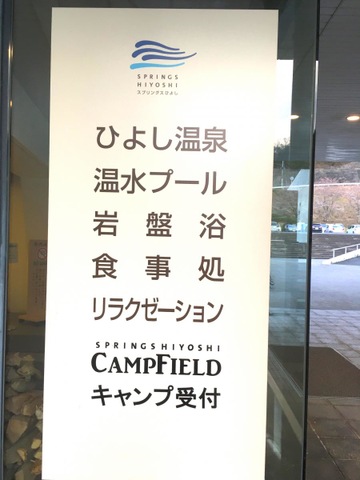 SPRINGS
HIYOSHI
スプリングスひよし
ひよし温泉
温水プール
岩盤浴
食事処
リラクゼーション
SPRINGSHIYOSHI
CAMPFIELD
キャンプ受付